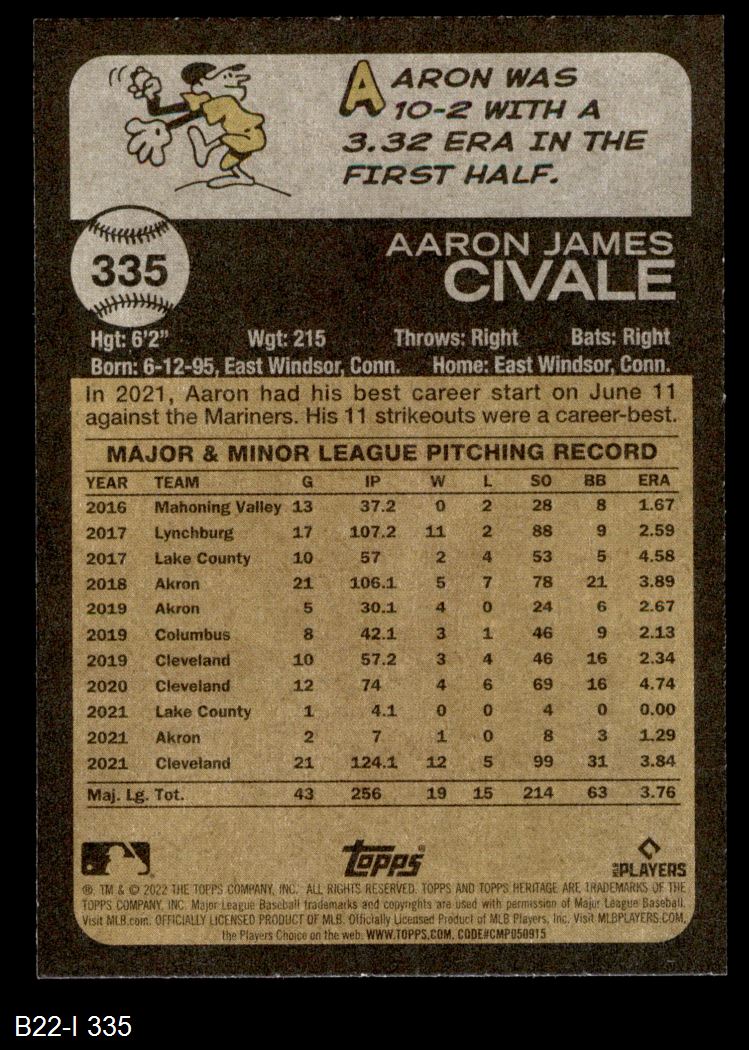 AARON WAS
10-2 WITH A
3.32 ERA IN THE
FIRST HALF.
335
AARON JAMES
CIVALE
Hgt: 6'2" Wgt: 215 Throws: Right Bats: Right
Born: 6-12-95, East Windsor, Conn. Home: East Windsor, Conn.
In 2021, Aaron had his best career start on June 11
against the Mariners. His 11 strikeouts were a career-best.
MAJOR & MINOR LEAGUE PITCHING RECORD
YEAR TEAM G IP W L SO BB ERA
2016 Mahoning Valley 13 37.2 0 2 28 8 1.67
2017 Lynchburg 17 107.2 11 2 88 9 2.59
2017 Lake County 10 57 2 4 53 5 4.58
2018 Akron 21 106.1 5 7 78 21 3.89
2019 Akron 5 30.1 4 0 24 6 2.67
2019 Columbus 8 42.1 3 1 46 9 2.13
2019 Cleveland 10 57.2 3 4 46 16 2.34
2020 Cleveland 12 74 4 6 69 16 4.74
2021 Lake County 1 4.1 0 0 4 0 0.00
2021 Akron 2 7 1 0 8 3 1.29
2021 Cleveland 21 124.1 12 5 99 31 3.84
Maj. Lg. Tot. 43 256 19 15 214 63 3.76
Topps
MLB PLAYERS
®, TM & © 2022 THE TOPPS COMPANY, INC. ALL RIGHTS RESERVED. TOPPS AND TOPPS HERITAGE ARE TRADEMARKS OF THE
TOPPS COMPANY, INC. Major League Baseball trademarks and copyrights are used with permission of Major League Baseball.
Visit MLB.com. OFFICIALLY LICENSED PRODUCT OF MLB. Officially Licensed Product of MLB Players, Inc. Visit MLBPLAYERS.COM,
the Players Choice on the web. WWW.TOPPS.COM. CODE#CMP050915
B22-I 335